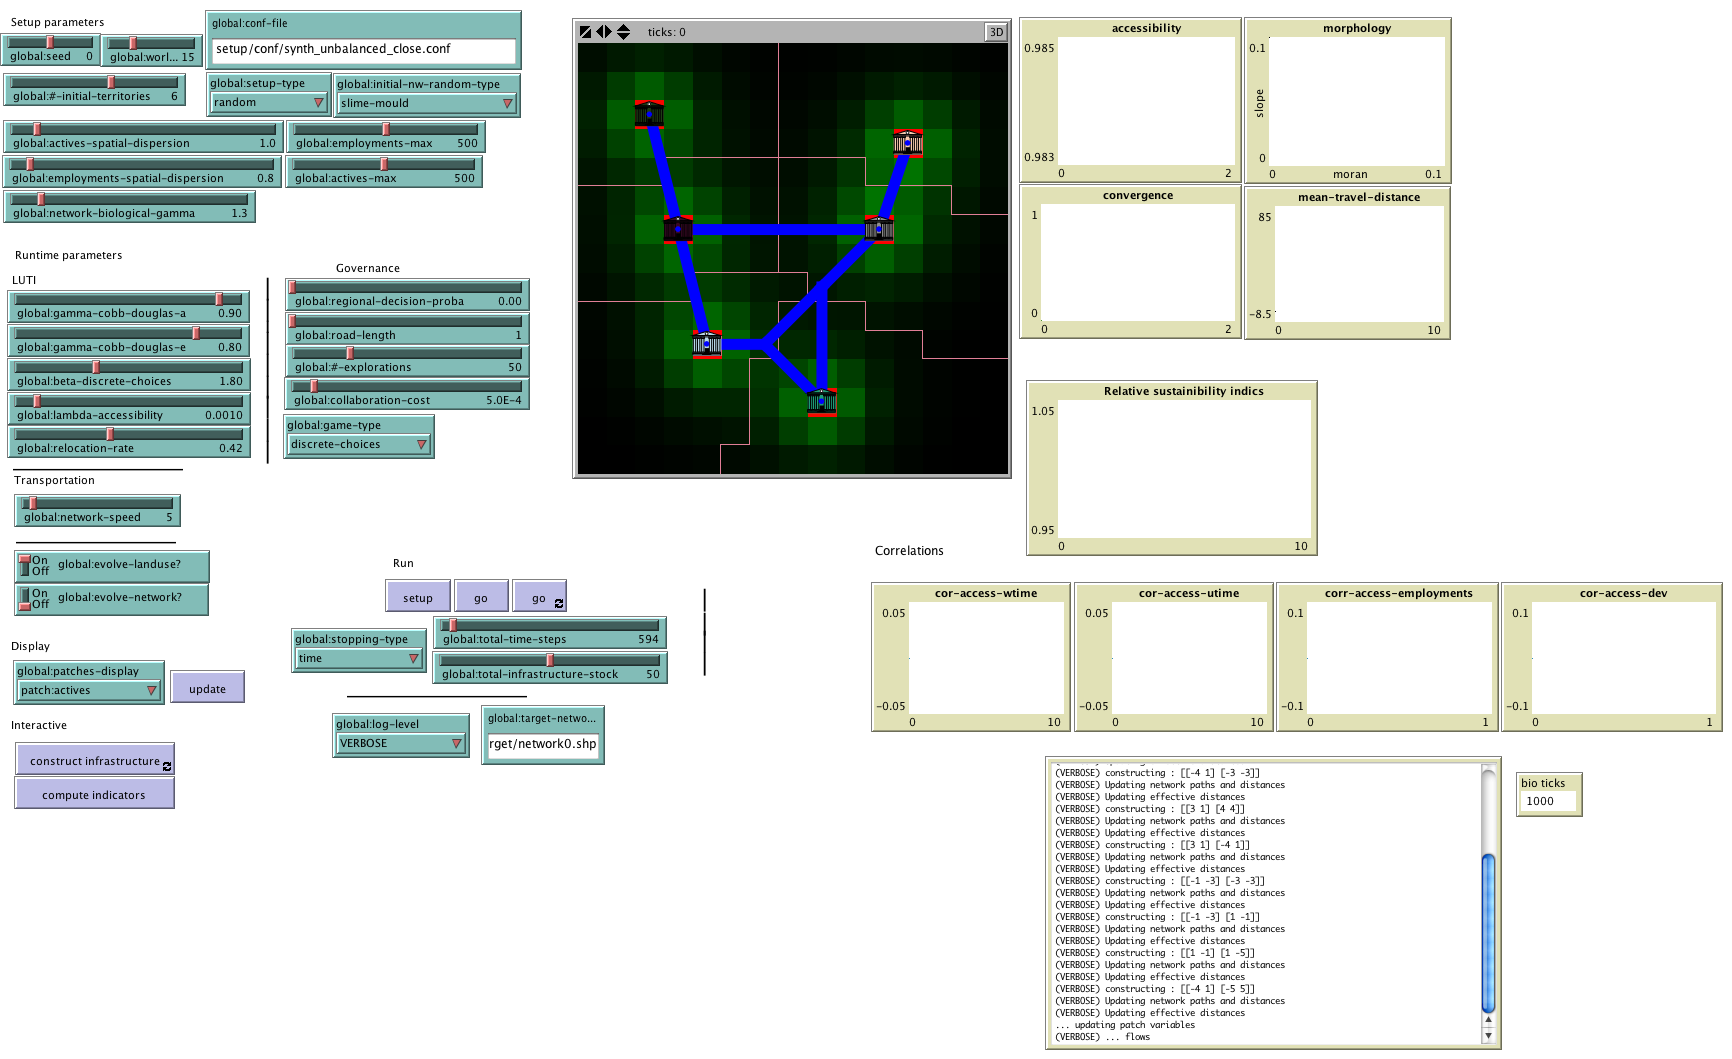 Setup parameters
global:seed 0
global:worl... 15
global:conf-file
setup/conf/synth_unbalanced_close.conf
global:#-initial-territories 6
global:setup-type
random
global:initial-nw-random-type
slime-mould
global:actives-spatial-dispersion 1.0
global:employments-max 500
global:employments-spatial-dispersion 0.8
global:actives-max 500
global:network-biological-gamma 1.3
Runtime parameters
LUTI
global:gamma-cobb-douglas-a 0.90
global:gamma-cobb-douglas-e 0.80
global:beta-discrete-choices 1.80
global:lambda-accessibility 0.0010
global:relocation-rate 0.42
Governance
global:regional-decision-proba 0.00
global:road-length 1
global:#-explorations 50
global:collaboration-cost 5.0E-4
global:game-type
discrete-choices
Transportation
global:network-speed 5
On
Off
global:evolve-landuse?
On
Off
global:evolve-network?
Display
global:patches-display
patch:actives
update
Interactive
construct infrastructure
compute indicators
Run
setup
go
go
global:stopping-type
time
global:total-time-steps 594
global:total-infrastructure-stock 50
global:log-level
VERBOSE
global:target-netwo...
rget/network0.shp
ticks: 0
3D
accessibility
0.985
0.983
0 2
morphology
0.1
slope
0
0 moran 0.1
convergence
1
0
0 2
mean-travel-distance
85
-8.5
0 10
Relative sustainibility indics
1.05
0.95
0 10
Correlations
cor-access-wtime
0.05
-0.05
0 10
cor-access-utime
0.05
-0.05
0 10
corr-access-employments
0.1
-0.1
0 1
cor-access-dev
0.1
-0.1
0 1
(VERBOSE) constructing : [[-4 1] [-3 -3]]
(VERBOSE) Updating network paths and distances
(VERBOSE) Updating effective distances
(VERBOSE) constructing : [[3 1] [4 4]]
(VERBOSE) Updating network paths and distances
(VERBOSE) Updating effective distances
(VERBOSE) constructing : [[3 1] [-4 1]]
(VERBOSE) Updating network paths and distances
(VERBOSE) Updating effective distances
(VERBOSE) constructing : [[-1 -3] [-3 -3]]
(VERBOSE) Updating network paths and distances
(VERBOSE) Updating effective distances
(VERBOSE) constructing : [[-1 -3] [1 -1]]
(VERBOSE) Updating network paths and distances
(VERBOSE) Updating effective distances
(VERBOSE) constructing : [[1 -1] [1 -5]]
(VERBOSE) Updating network paths and distances
(VERBOSE) Updating effective distances
(VERBOSE) constructing : [[-4 1] [-5 5]]
(VERBOSE) Updating network paths and distances
(VERBOSE) Updating effective distances
... updating patch variables
(VERBOSE) ... flows
bio ticks
1000